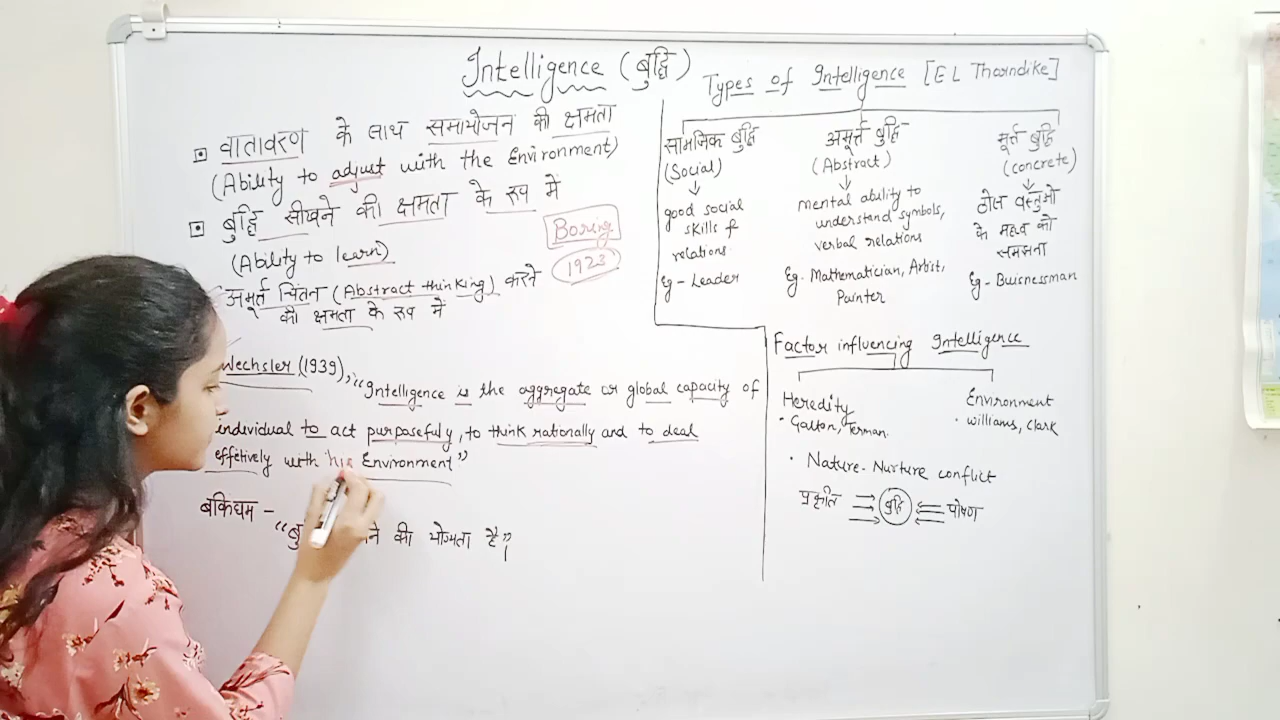 Intelligence (बुद्धि)
वातावरण के साथ समायोजन की क्षमता
(Ability to adjust with the Environment)
बुद्धि सीखने की क्षमता के रूप में
(Ability to learn)
अमूर्त चिंतन (Abstract thinking) करने
की क्षमता के रूप में
Boring
1923
Wechsler (1939), "Intelligence is the aggregate or global capacity of
individual to act purposefuly, to think rationally and to deal
effetively with his Environment"
बकिंघम -
की योग्यता है"।
Types of Intelligence [E L Thorndike]
सामाजिक बुद्धि
(Social)
good social
skills &
relations
Eg - Leader
अमूर्त्त बुद्धि
(Abstract)
mental ability to
understand symbols,
verbal relations
Eg. Mathematician, Artist,
Painter
मूर्त्त बुद्धि
(concrete)
ठोस वस्तुओ
के महत्व को
समझना
Eg - Buisnessman
Factor influencing Intelligence
Heredity
• Galton, Terman.
Environment
• williams, Clark
• Nature-Nurture conflict
प्रकृति बुद्धि पोषण